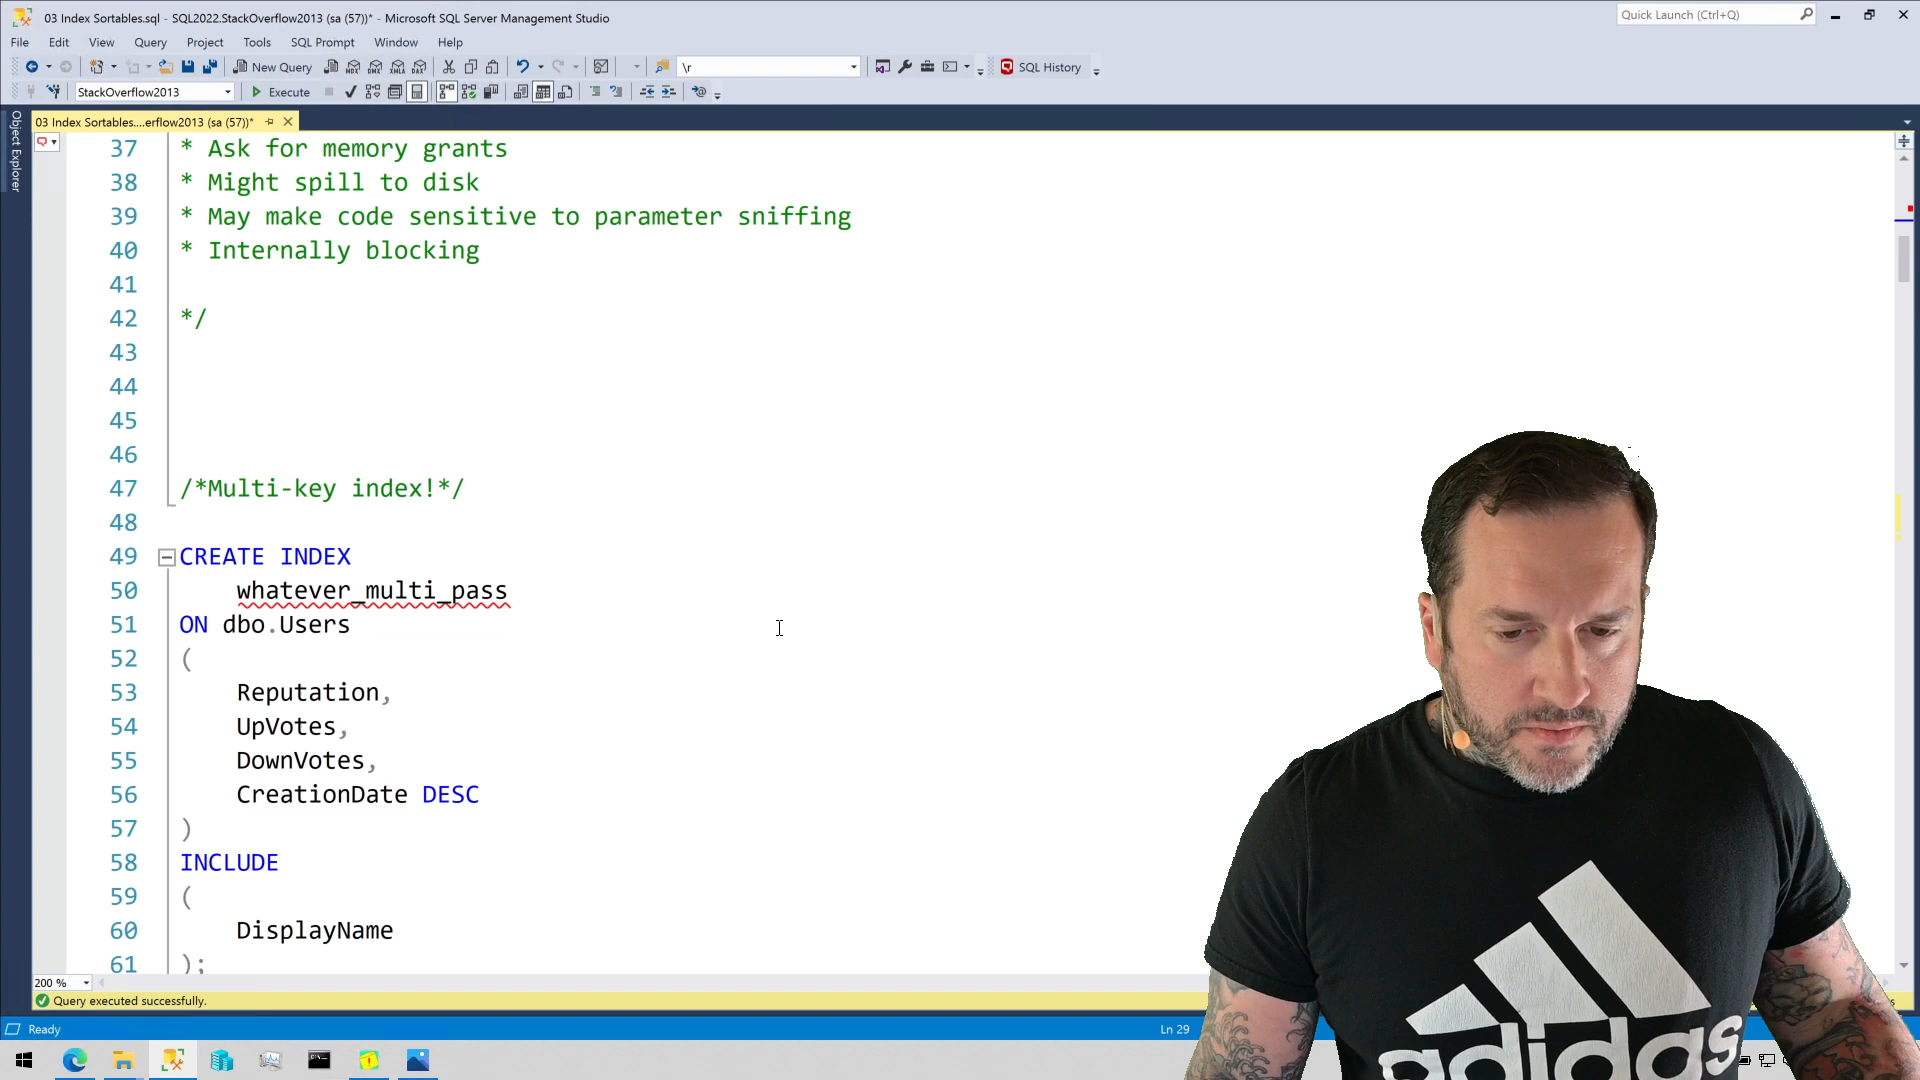 03 Index Sortables.sql - SQL2022.StackOverflow2013 (sa (57))* - Microsoft SQL Server Management Studio
Quick Launch (Ctrl+Q)
File Edit View Query Project Tools SQL Prompt Window Help
New Query
MDX DMX XMLA DAX
\r
SQL History
StackOverflow2013
Execute
03 Index Sortables....erflow2013 (sa (57))*
Object Explorer
37 * Ask for memory grants
38 * Might spill to disk
39 * May make code sensitive to parameter sniffing
40 * Internally blocking
41
42 */
43
44
45
46
47 /*Multi-key index!*/
48
49 CREATE INDEX
50 whatever_multi_pass
51 ON dbo.Users
52 (
53 Reputation,
54 UpVotes,
55 DownVotes,
56 CreationDate DESC
57 )
58 INCLUDE
59 (
60 DisplayName
61 );
200 %
Query executed successfully.
Ready
Ln 29
adidas